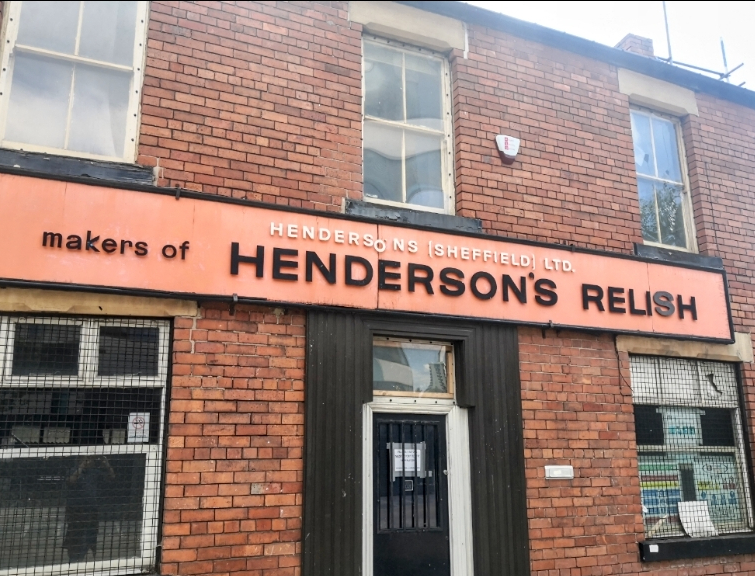 HENDERSONS (SHEFFIELD) LTD.
makers of HENDERSON'S RELISH